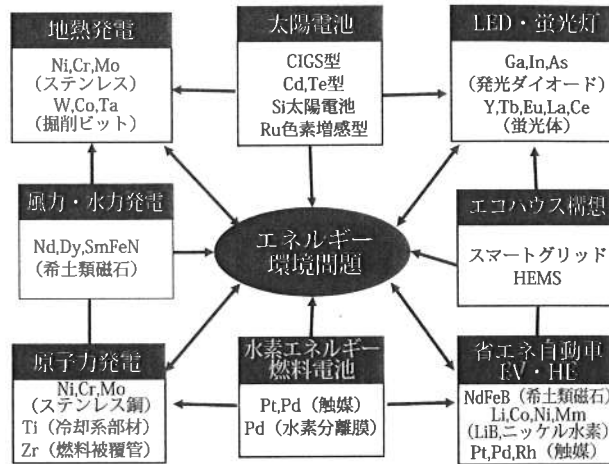 地熱発電
Ni,Cr,Mo
(ステンレス)
W,Co,Ta
(掘削ビット)
太陽電池
CIGS型
Cd,Te型
Si太陽電池
Ru色素増感型
LED・蛍光灯
Ga,In,As
(発光ダイオード)
Y,Tb,Eu,La,Ce
(蛍光体)
風力・水力発電
Nd,Dy,SmFeN
(希土類磁石)
エネルギー
環境問題
エコハウス構想
スマートグリッド
HEMS
原子力発電
Ni,Cr,Mo
(ステンレス銅)
Ti (冷却系部材)
Zr (燃料被覆管)
水素エネルギー
燃料電池
Pt,Pd (触媒)
Pd (水素分離膜)
省エネ自動車
EV・HE
NdFeB (希土類磁石)
Li,Co,Ni,Mm
(LiB,ニッケル水素)
Pt,Pd,Rh (触媒)